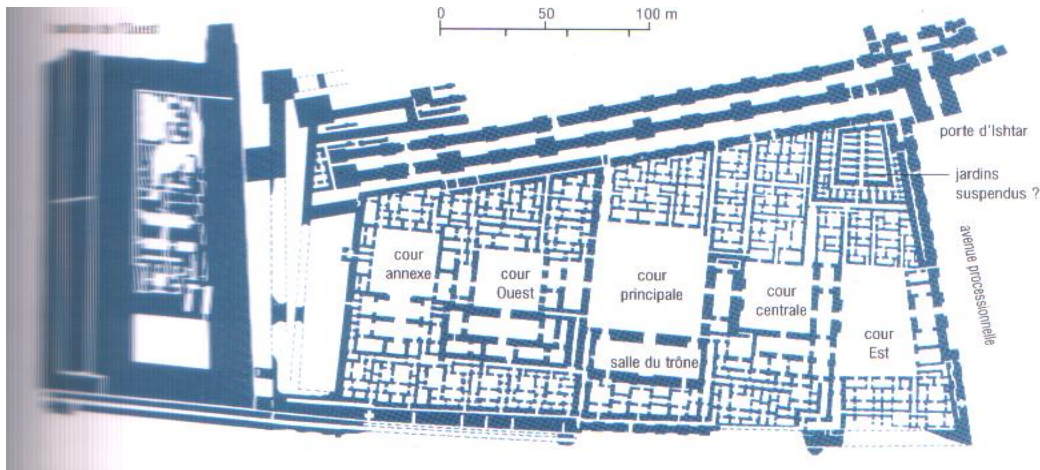 0 50 100 m
porte d'Ishtar
jardins
suspendus ?
avenue processionnelle
cour
annexe
cour
Ouest
cour
principale
cour
centrale
cour
Est
salle du trône